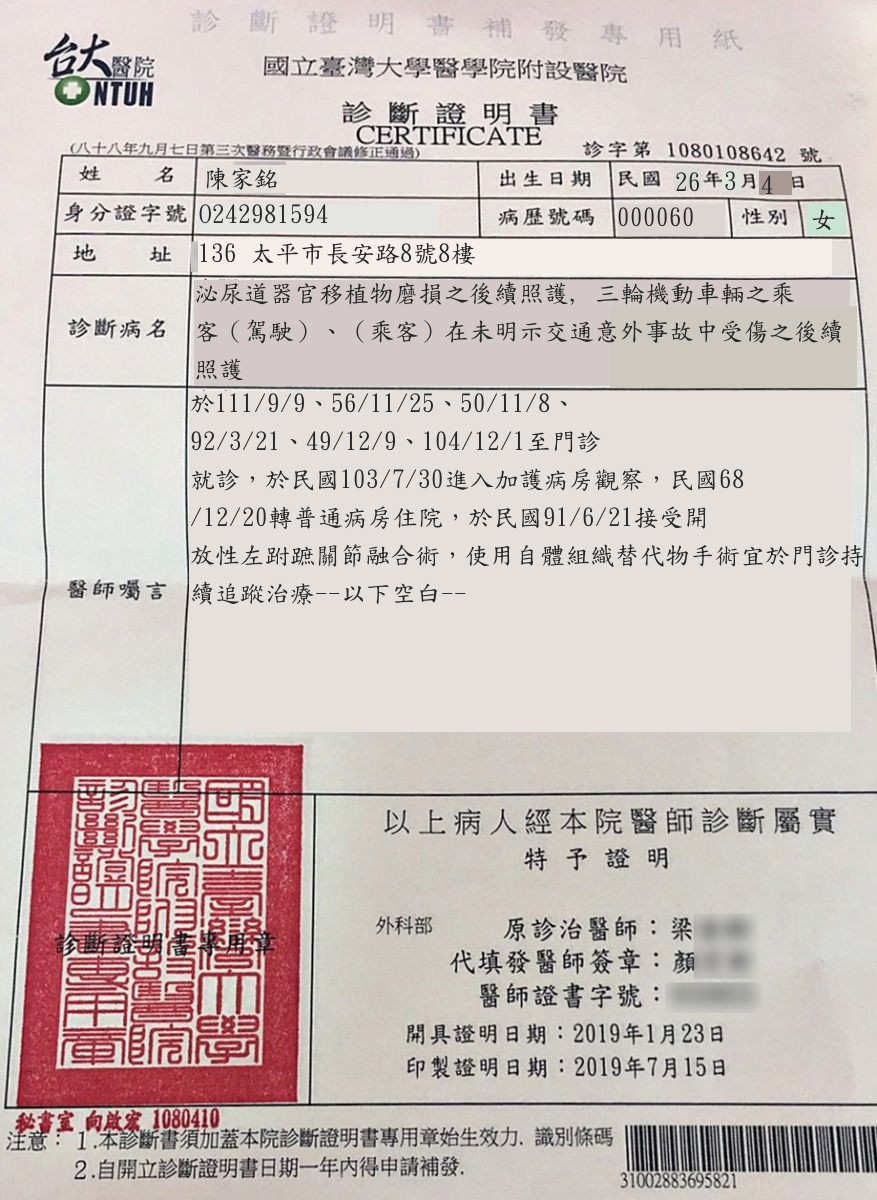 診斷證明書補發專用紙
台大醫院
NTUH
國立臺灣大學醫學院附設醫院
診斷證明書
CERTIFICATE
(八十八年九月七日第三次醫務暨行政會議修正通過)
診字第 1080108642 號
姓名 陳家銘 出生日期 民國 26年3月4日
身分證字號 O242981594 病歷號碼 000060 性別 女
地址 136 太平市長安路8號8樓
診斷病名
泌尿道器官移植物磨損之後續照護, 三輪機動車輛之乘
客(駕駛)、(乘客)在未明示交通意外事故中受傷之後續
照護
醫師囑言
於111/9/9、56/11/25、50/11/8、
92/3/21、49/12/9、104/12/1至門診
就診,於民國103/7/30進入加護病房觀察,民國68
/12/20轉普通病房住院,於民國91/6/21接受開
放性左跗蹠關節融合術,使用自體組織替代物手術宜於門診持
續追蹤治療--以下空白--
國立臺灣大學
醫學院附設醫院
診斷證明書專用章
診斷證明書專用章
以上病人經本院醫師診斷屬實
特予證明
外科部
原診治醫師：梁
代填發醫師簽章：顏
醫師證書字號：
開具證明日期：2019年1月23日
印製證明日期：2019年7月15日
秘書室 向啟宏 1080410
注意： 1.本診斷書須加蓋本院診斷證明書專用章始生效力. 識別條碼
2.自開立診斷證明書日期一年內得申請補發.
31002883695821